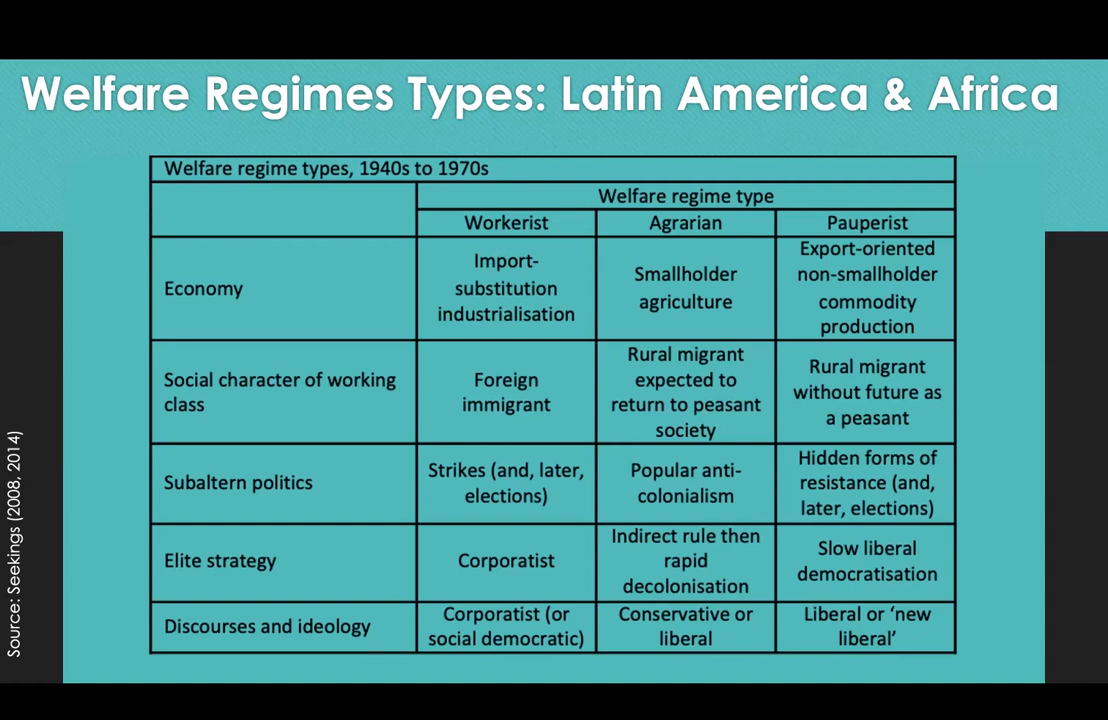 Welfare Regimes Types: Latin America & Africa
Welfare regime types, 1940s to 1970s
Welfare regime type
Workerist
Agrarian
Pauperist
Economy
Import-
substitution
industrialisation
Smallholder
agriculture
Export-oriented
non-smallholder
commodity
production
Social character of working
class
Foreign
immigrant
Rural migrant
expected to
return to peasant
society
Rural migrant
without future as
a peasant
Subaltern politics
Strikes (and, later,
elections)
Popular anti-
colonialism
Hidden forms of
resistance (and,
later, elections)
Elite strategy
Corporatist
Indirect rule then
rapid
decolonisation
Slow liberal
democratisation
Discourses and ideology
Corporatist (or
social democratic)
Conservative or
liberal
Liberal or ‘new
liberal’
Source: Seekings (2008, 2014)